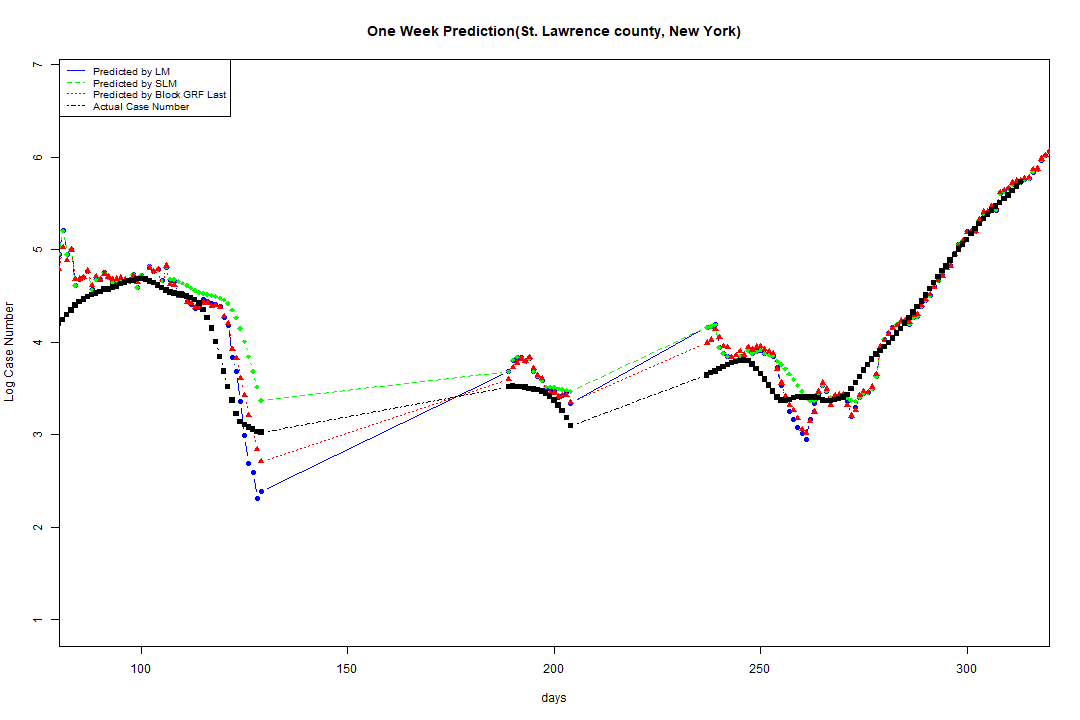 One Week Prediction(St. Lawrence county, New York)
Predicted by LM
Predicted by SLM
Predicted by Block GRF Last
Actual Case Number
Log Case Number
7
6
5
4
3
2
1
100 150 200 250 300
days